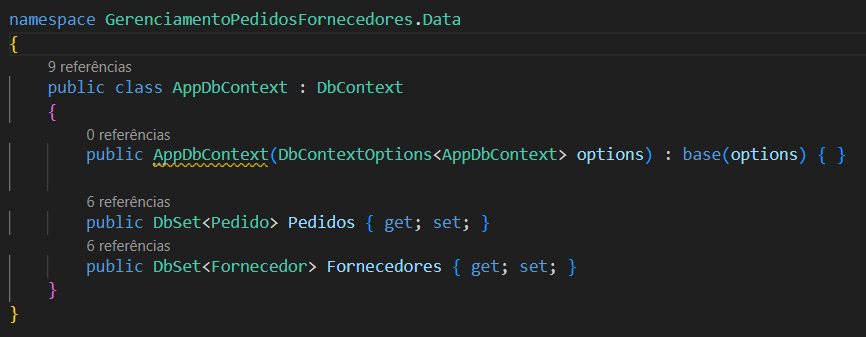 namespace GerenciamentoPedidosFornecedores.Data
{
9 referências
public class AppDbContext : DbContext
{
0 referências
public AppDbContext(DbContextOptions<AppDbContext> options) : base(options) { }
6 referências
public DbSet<Pedido> Pedidos { get; set; }
6 referências
public DbSet<Fornecedor> Fornecedores { get; set; }
}
}